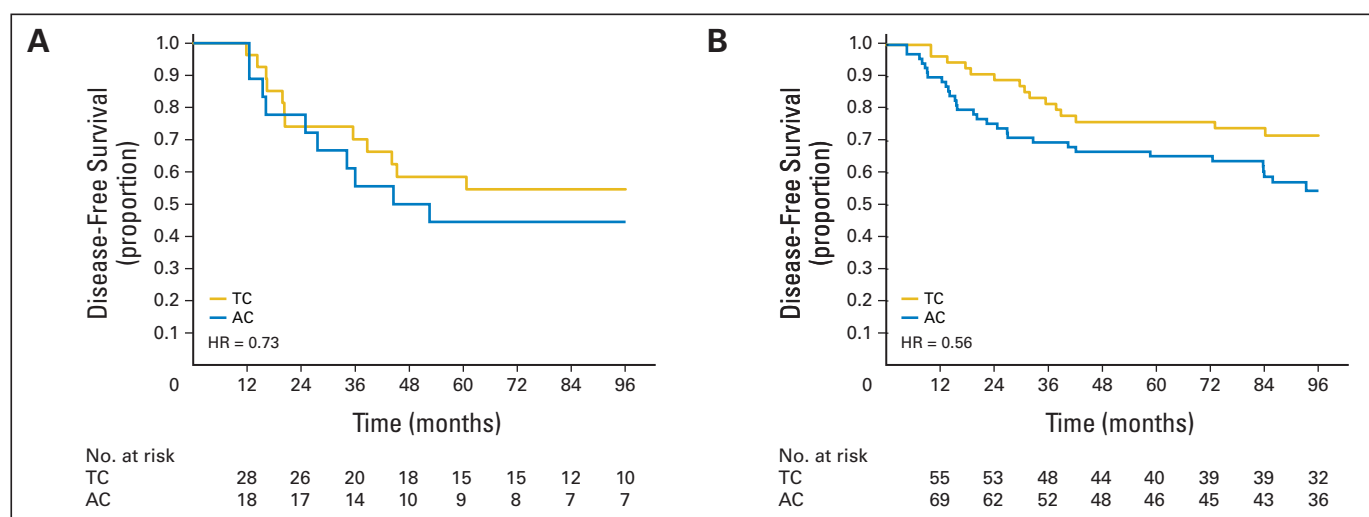 A
Disease-Free Survival
(proportion)
1.0
0.9
0.8
0.7
0.6
0.5
0.4
0.3
0.2
0.1
TC
AC
HR = 0.73
0 12 24 36 48 60 72 84 96
Time (months)
No. at risk
TC 28 26 20 18 15 15 12 10
AC 18 17 14 10 9 8 7 7
B
Disease-Free Survival
(proportion)
1.0
0.9
0.8
0.7
0.6
0.5
0.4
0.3
0.2
0.1
TC
AC
HR = 0.56
0 12 24 36 48 60 72 84 96
Time (months)
No. at risk
TC 55 53 48 44 40 39 39 32
AC 69 62 52 48 46 45 43 36